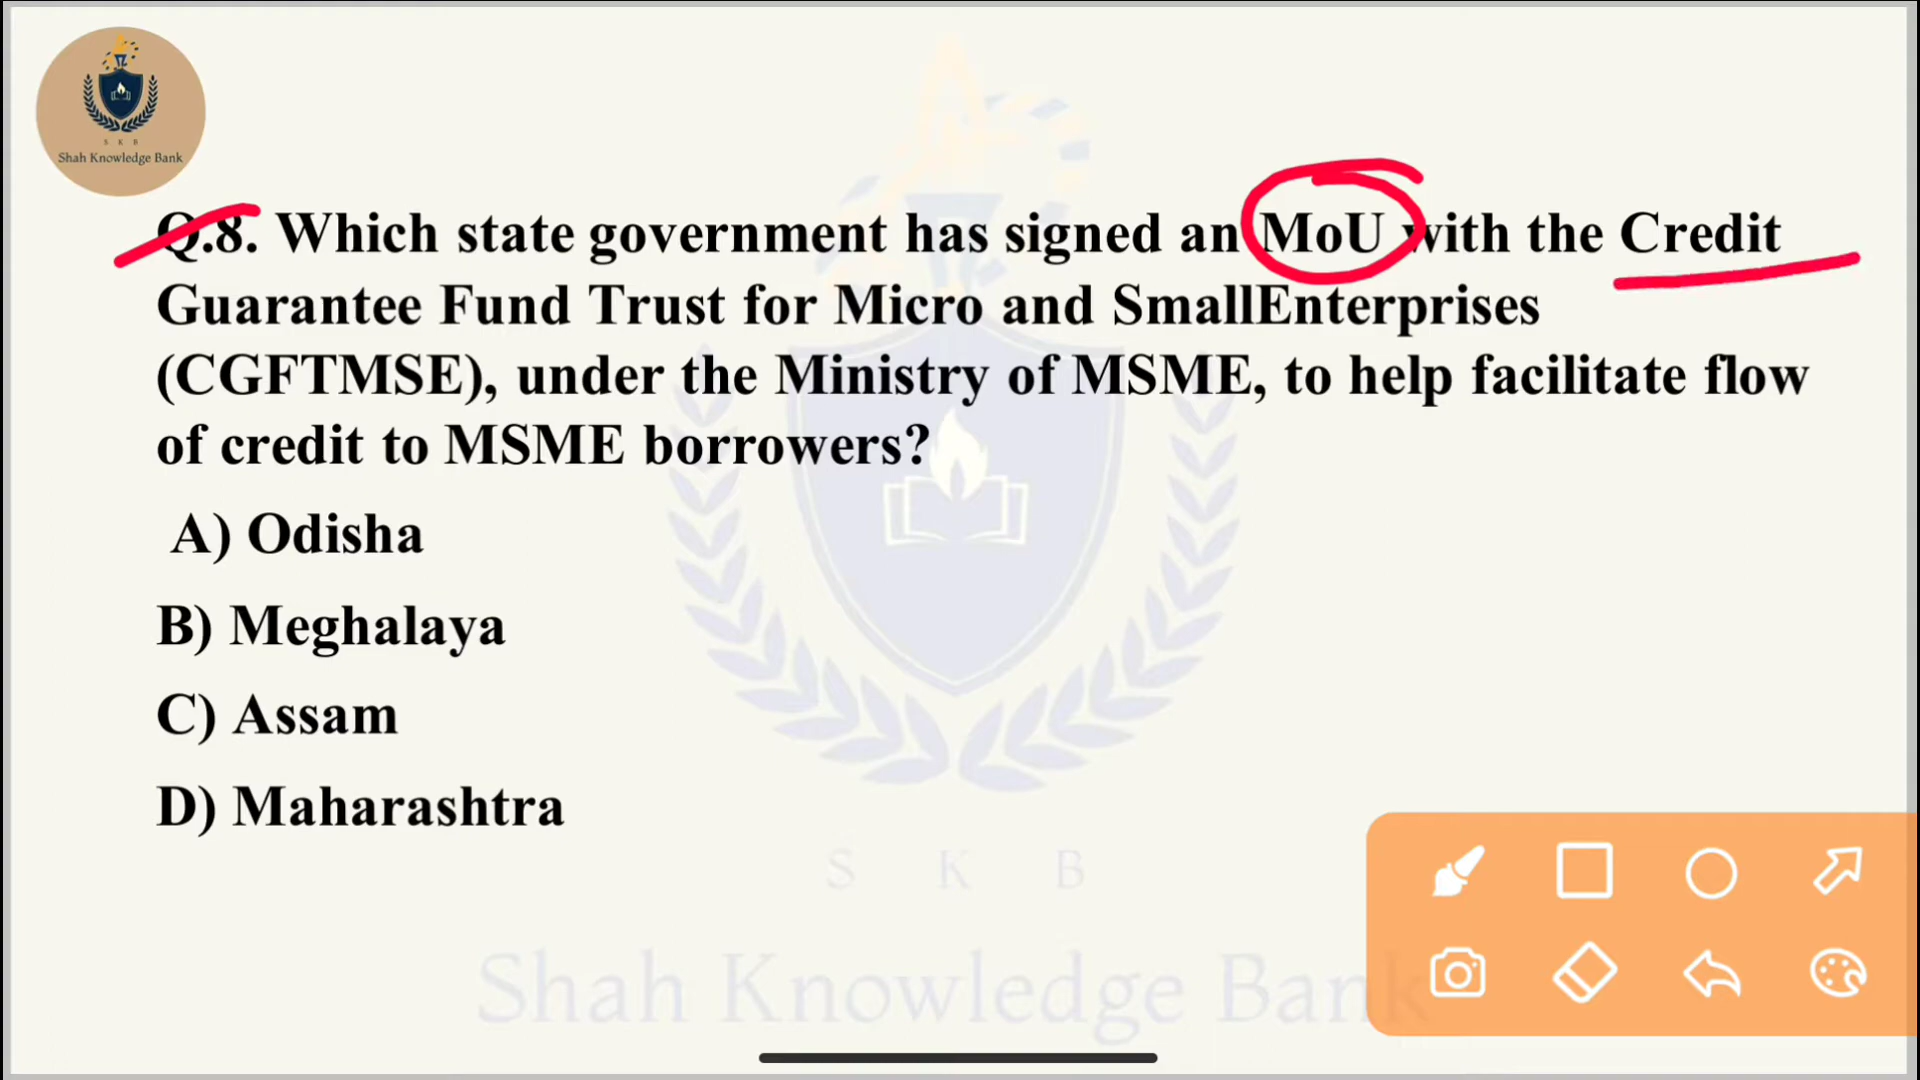 S K B
Shah Knowledge Bank
Q.8. Which state government has signed an MoU with the Credit
Guarantee Fund Trust for Micro and SmallEnterprises
(CGFTMSE), under the Ministry of MSME, to help facilitate flow
of credit to MSME borrowers?
A) Odisha
B) Meghalaya
C) Assam
D) Maharashtra
S K B
Shah Knowledge Bank